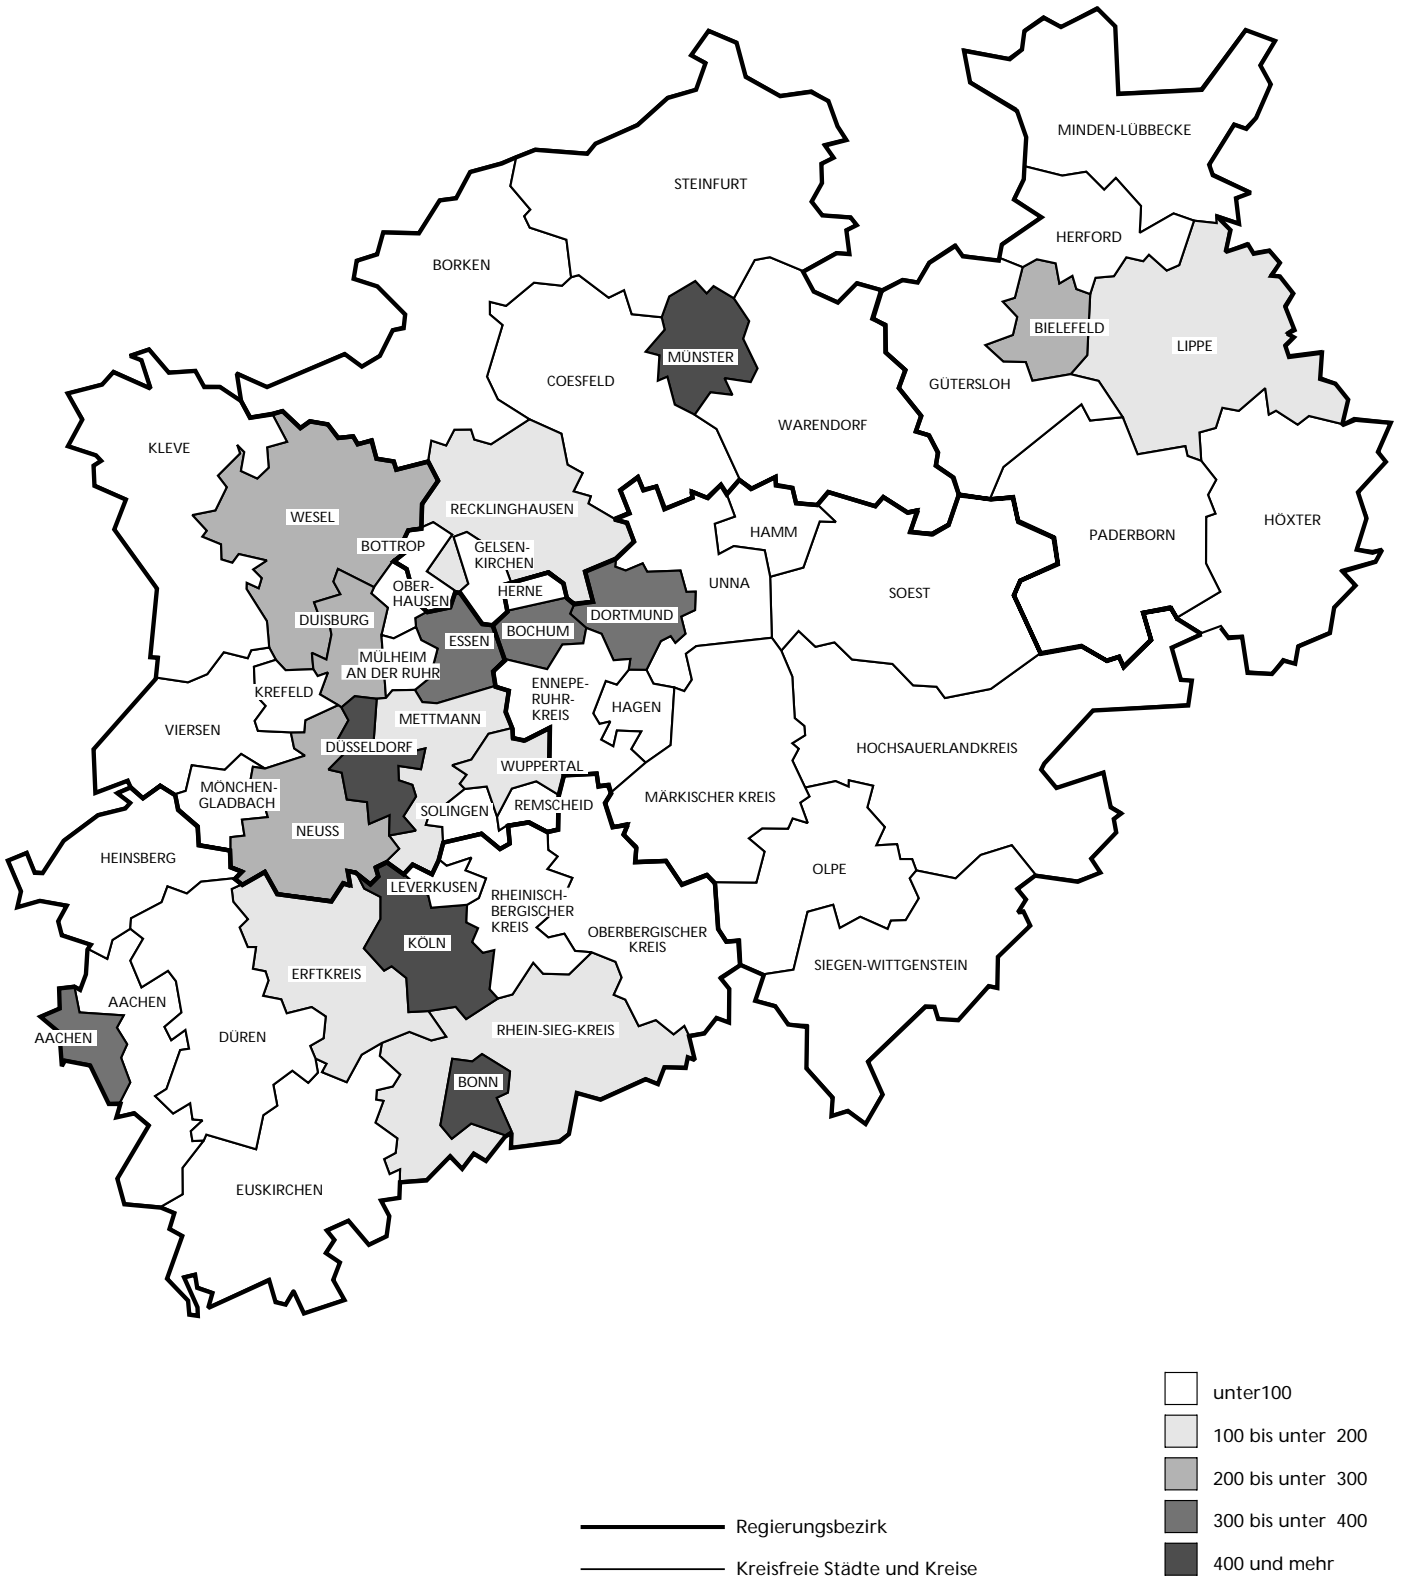 MINDEN-LÜBBECKE
STEINFURT
HERFORD
BORKEN
BIELEFELD
LIPPE
MÜNSTER
COESFELD
GÜTERSLOH
WARENDORF
KLEVE
RECKLINGHAUSEN
WESEL
HÖXTER
HAMM
PADERBORN
BOTTROP
GELSEN-
KIRCHEN
UNNA
OBER-
HAUSEN
HERNE
SOEST
DUISBURG
DORTMUND
ESSEN
BOCHUM
MÜLHEIM
AN DER RUHR
KREFELD
ENNEPE-
RUHR-
KREIS
HAGEN
METTMANN
VIERSEN
DÜSSELDORF
HOCHSAUERLANDKREIS
WUPPERTAL
MÖNCHEN-
GLADBACH
MÄRKISCHER KREIS
REMSCHEID
SOLINGEN
NEUSS
HEINSBERG
OLPE
LEVERKUSEN
RHEINISCH-
BERGISCHER
KREIS
OBERBERGISCHER
KREIS
KÖLN
SIEGEN-WITTGENSTEIN
ERFTKREIS
AACHEN
RHEIN-SIEG-KREIS
AACHEN
DÜREN
BONN
EUSKIRCHEN
unter100
100 bis unter 200
200 bis unter 300
300 bis unter 400
400 und mehr
Regierungsbezirk
Kreisfreie Städte und Kreise